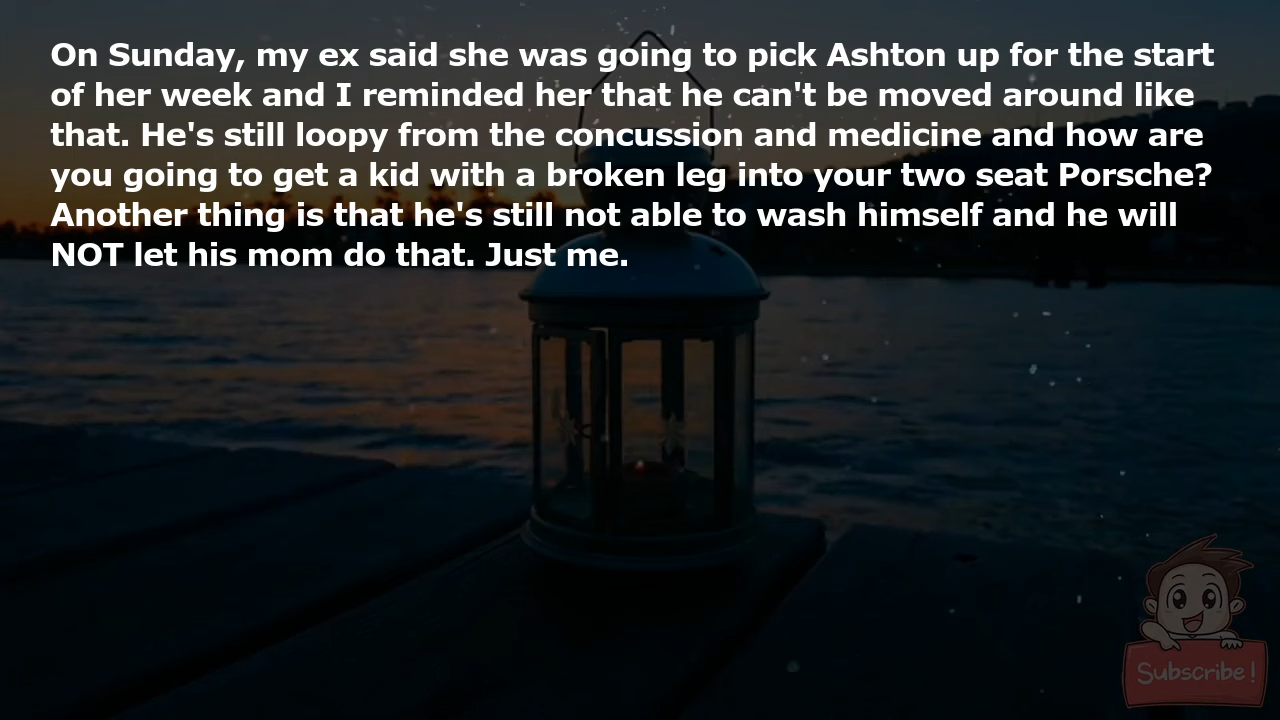 On Sunday, my ex said she was going to pick Ashton up for the start
of her week and I reminded her that he can't be moved around like
that. He's still loopy from the concussion and medicine and how are
you going to get a kid with a broken leg into your two seat Porsche?
Another thing is that he's still not able to wash himself and he will
NOT let his mom do that. Just me.
Subscribe!